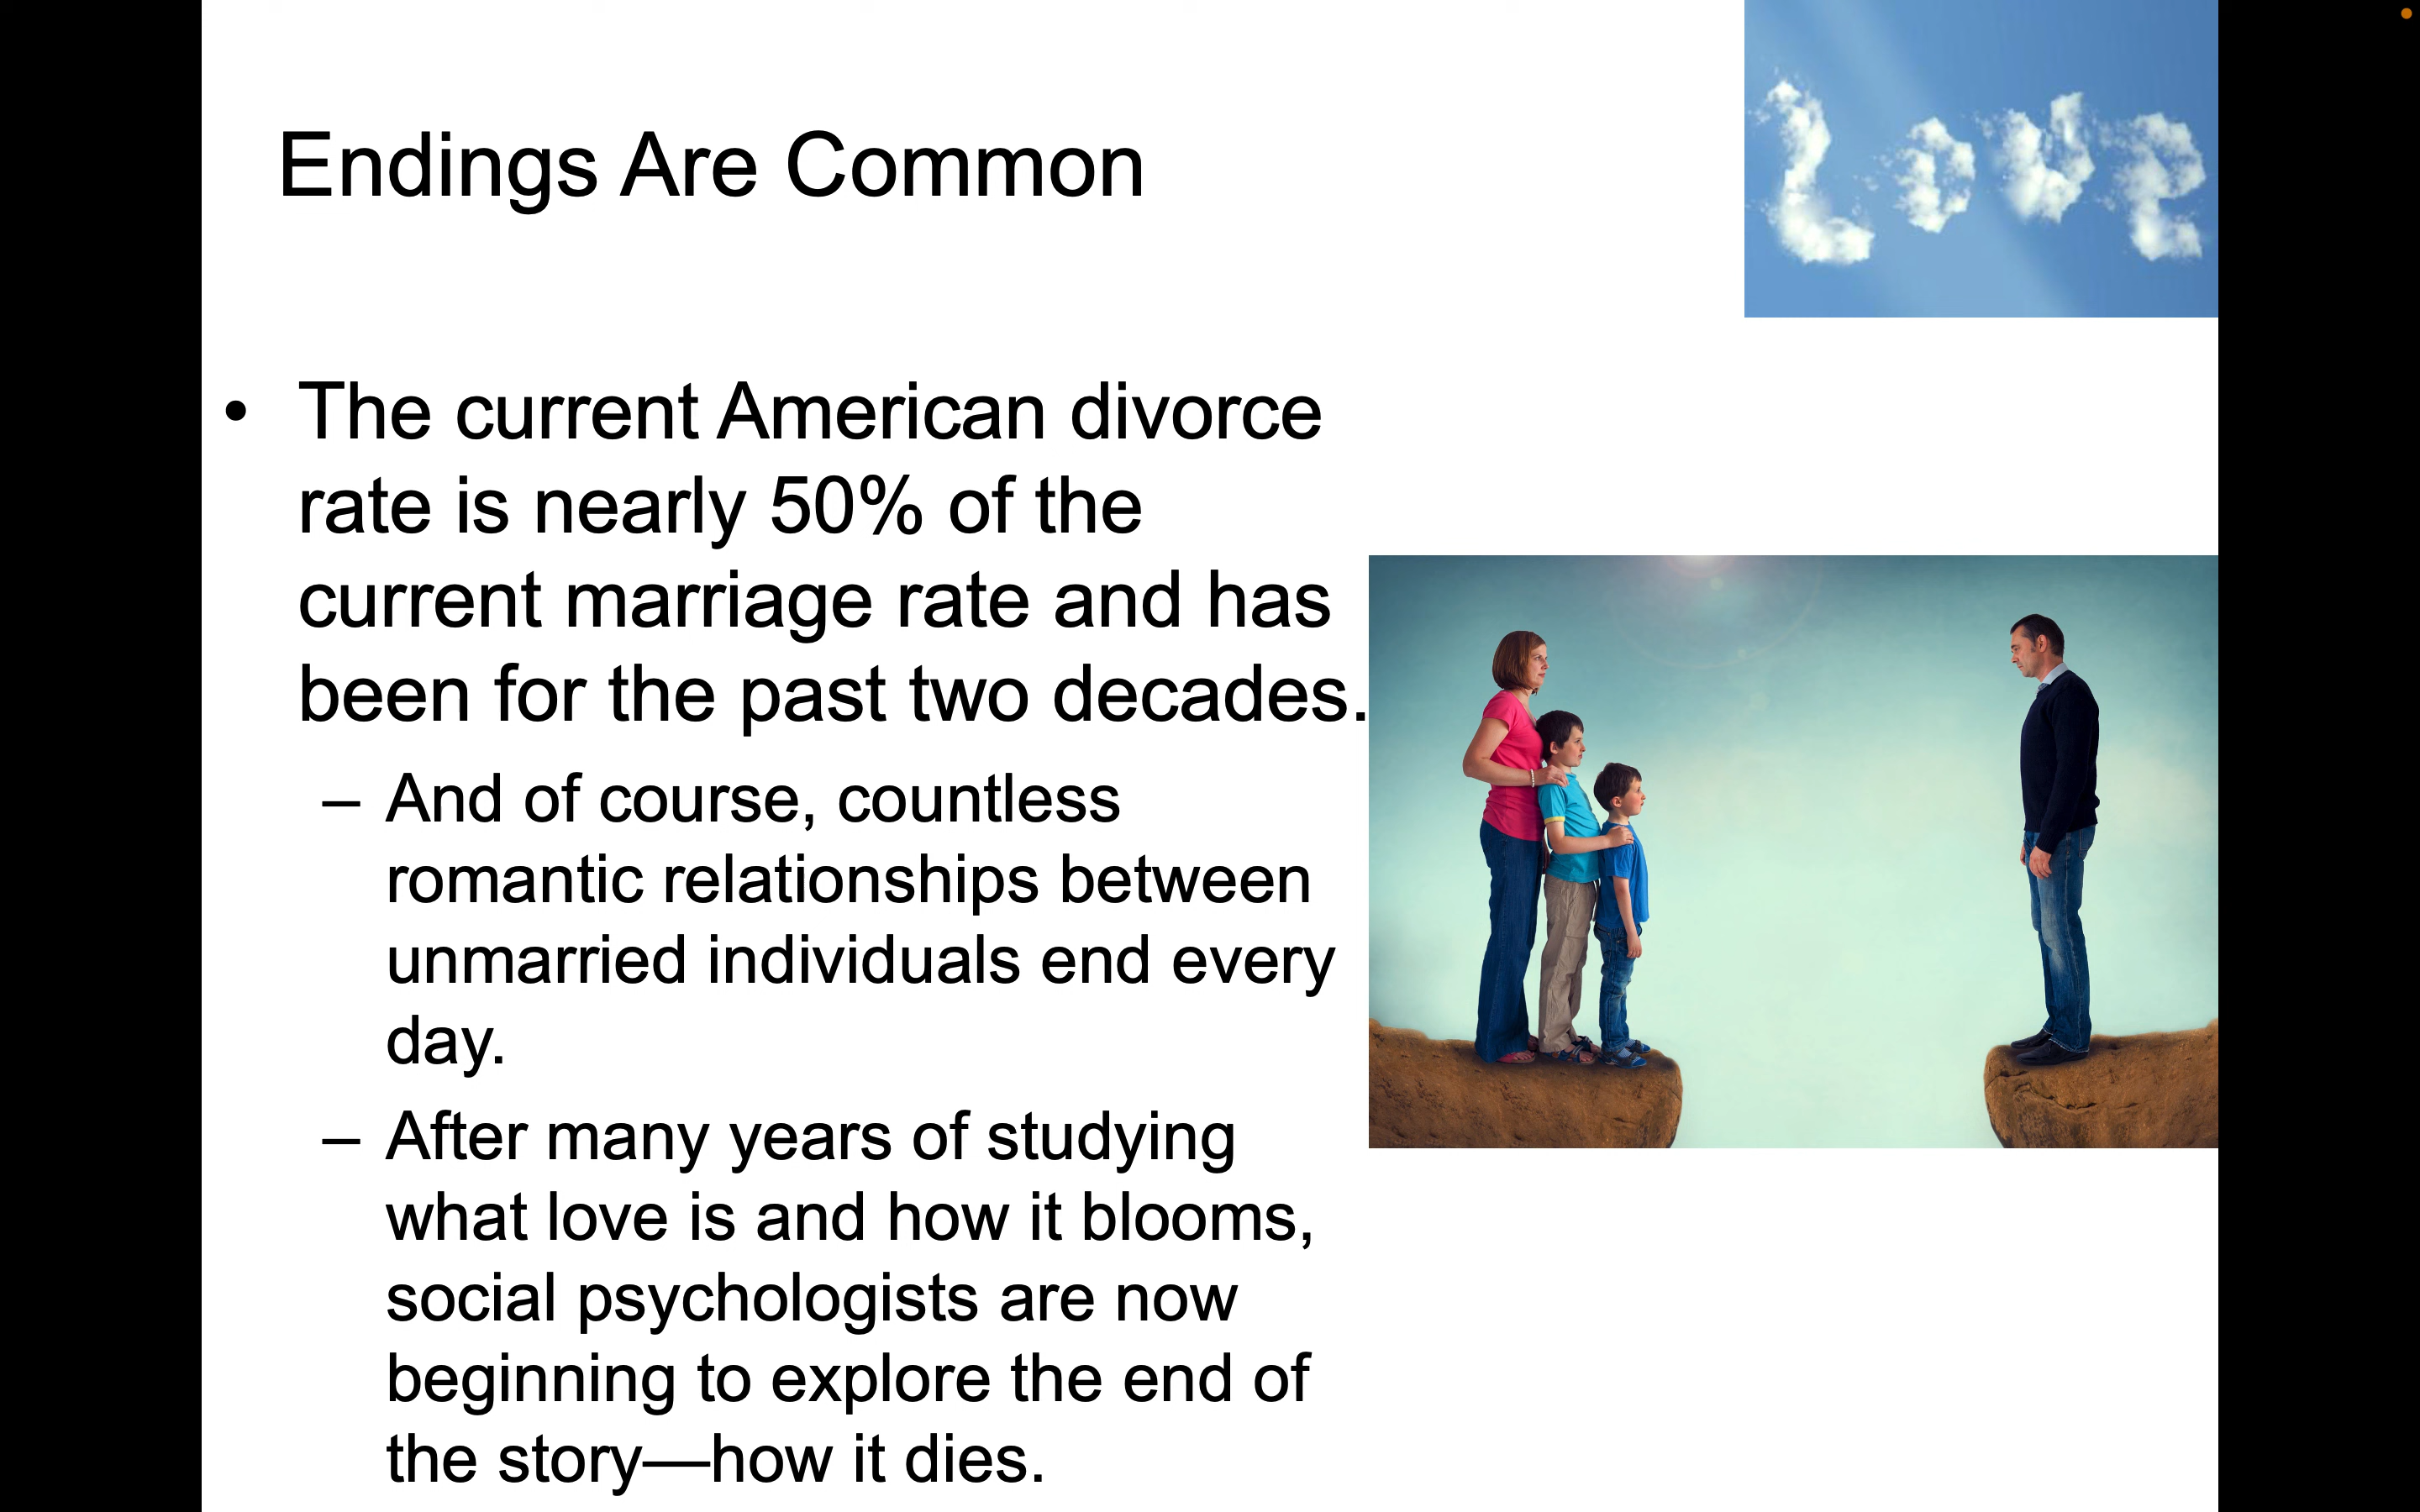 Endings Are Common
Love
• The current American divorce
rate is nearly 50% of the
current marriage rate and has
been for the past two decades.
– And of course, countless
romantic relationships between
unmarried individuals end every
day.
– After many years of studying
what love is and how it blooms,
social psychologists are now
beginning to explore the end of
the story—how it dies.